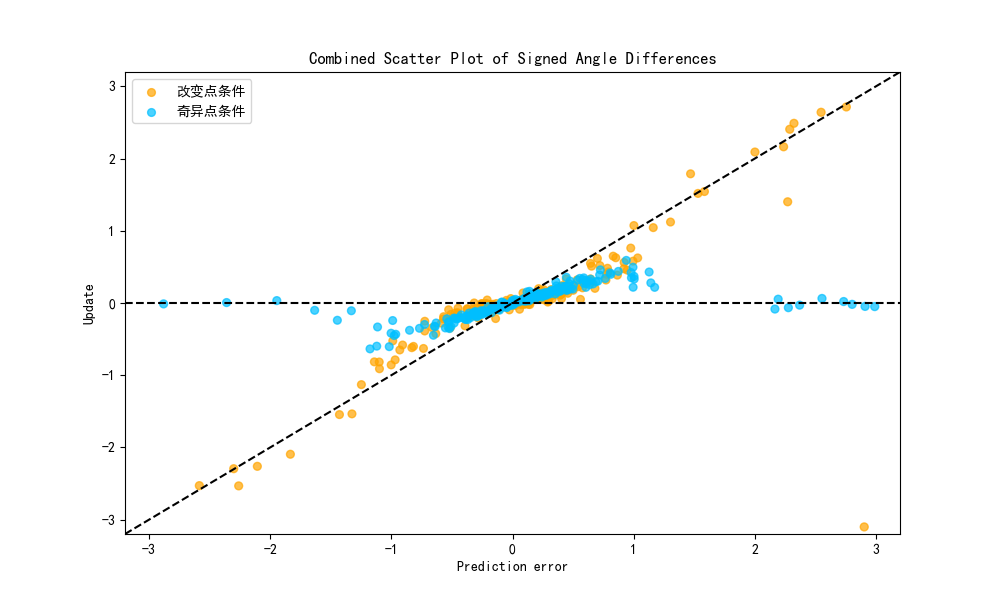 Combined Scatter Plot of Signed Angle Differences
改变点条件
奇异点条件
3
2
1
0
−1
−2
−3
Update
−3 −2 −1 0 1 2 3
Prediction error